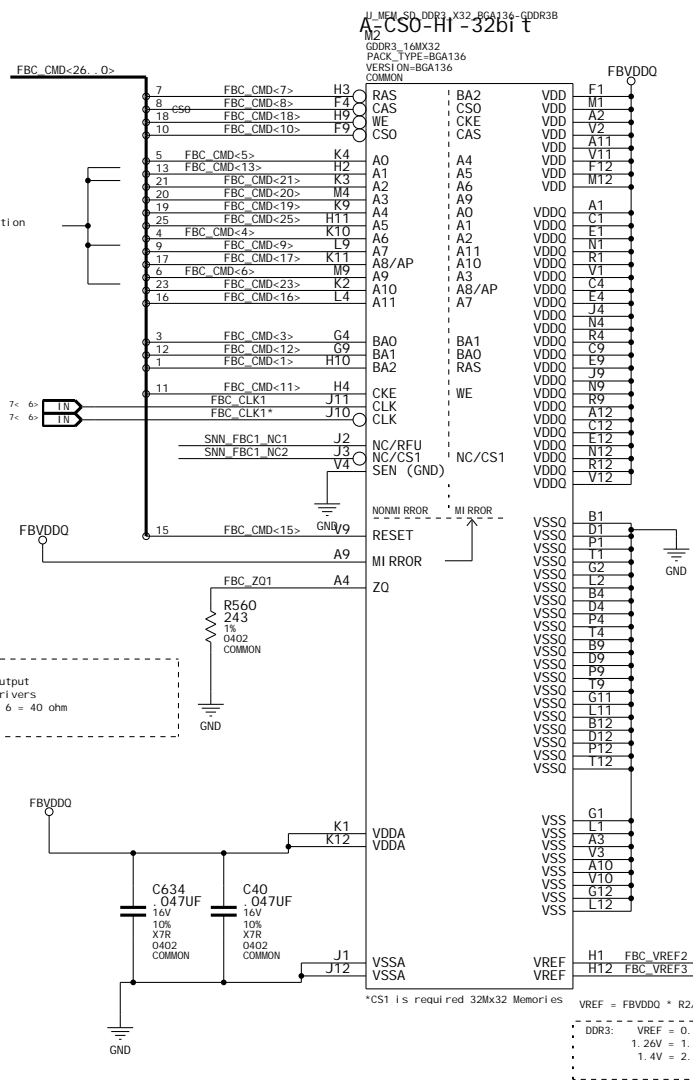 U_MEM_SD_DDR3_X32_BGA136-GDDR3B
A-CS0-H1-32bit
M2
GDDR3_16MX32
PACK_TYPE=BGA136
VERSION=BGA136
COMMON
FBC_CMD<26..0>
FBVDDQ
7 FBC_CMD<7> H3 RAS BA2 VDD F1
8 CS0 FBC_CMD<8> F4 CAS CS0 VDD M1
18 FBC_CMD<18> H9 WE CKE VDD A2
10 FBC_CMD<10> F9 CS0 CAS VDD V2
VDD A11
5 FBC_CMD<5> K4 A0 A4 VDD V11
13 FBC_CMD<13> H2 A1 A5 VDD F12
21 FBC_CMD<21> K3 A2 A6 VDD M12
20 FBC_CMD<20> M4 A3 A9
19 FBC_CMD<19> K9 A4 A0 VDDQ A1
25 FBC_CMD<25> H11 A5 A1 VDDQ C1
tion
4 FBC_CMD<4> K10 A6 A2 VDDQ E1
9 FBC_CMD<9> L9 A7 A11 VDDQ N1
17 FBC_CMD<17> K11 A8/AP A10 VDDQ R1
6 FBC_CMD<6> M9 A9 A3 VDDQ V1
23 FBC_CMD<23> K2 A10 A8/AP VDDQ C4
16 FBC_CMD<16> L4 A11 A7 VDDQ E4
VDDQ J4
VDDQ N4
3 FBC_CMD<3> G4 BA0 BA1 VDDQ R4
12 FBC_CMD<12> G9 BA1 BA0 VDDQ C9
1 FBC_CMD<1> H10 BA2 RAS VDDQ E9
VDDQ J9
11 FBC_CMD<11> H4 CKE WE VDDQ N9
7< 6> IN FBC_CLK1 J11 CLK VDDQ R9
7< 6> IN FBC_CLK1* J10 CLK VDDQ A12
VDDQ C12
SNN_FBC1_NC1 J2 NC/RFU VDDQ E12
SNN_FBC1_NC2 J3 NC/CS1 NC/CS1 VDDQ N12
V4 SEN (GND) VDDQ R12
VDDQ V12
GND
NONMIRROR MIRROR
VSSQ B1
FBVDDQ
15 FBC_CMD<15> V9 RESET VSSQ D1
VSSQ P1
A9 MIRROR VSSQ T1
GND
VSSQ G2
FBC_ZQ1 A4 ZQ VSSQ L2
R560
243
1%
0402
COMMON
GND
VSSQ B4
VSSQ D4
VSSQ P4
VSSQ T4
VSSQ B9
VSSQ D9
VSSQ P9
VSSQ T9
VSSQ G11
VSSQ L11
VSSQ B12
VSSQ D12
VSSQ P12
VSSQ T12
utput
rivers
6 = 40 ohm
FBVDDQ
K1 VDDA
K12 VDDA
VSS G1
VSS L1
VSS A3
VSS V3
VSS A10
VSS V10
VSS G12
VSS L12
C634
.047UF
16V
10%
X7R
0402
COMMON
C40
.047UF
16V
10%
X7R
0402
COMMON
J1 VSSA VREF H1 FBC_VREF2
J12 VSSA VREF H12 FBC_VREF3
GND
*CS1 is required 32Mx32 Memories
VREF = FBVDDQ * R2/
DDR3: VREF = 0.
1.26V = 1.
1.4V = 2.